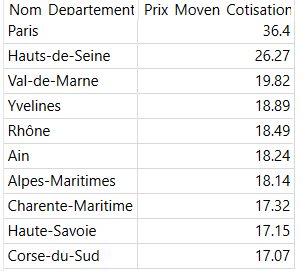 Nom Departement Prix Moyen Cotisation
Paris 36.4
Hauts-de-Seine 26.27
Val-de-Marne 19.82
Yvelines 18.89
Rhône 18.49
Ain 18.24
Alpes-Maritimes 18.14
Charente-Maritime 17.32
Haute-Savoie 17.15
Corse-du-Sud 17.07